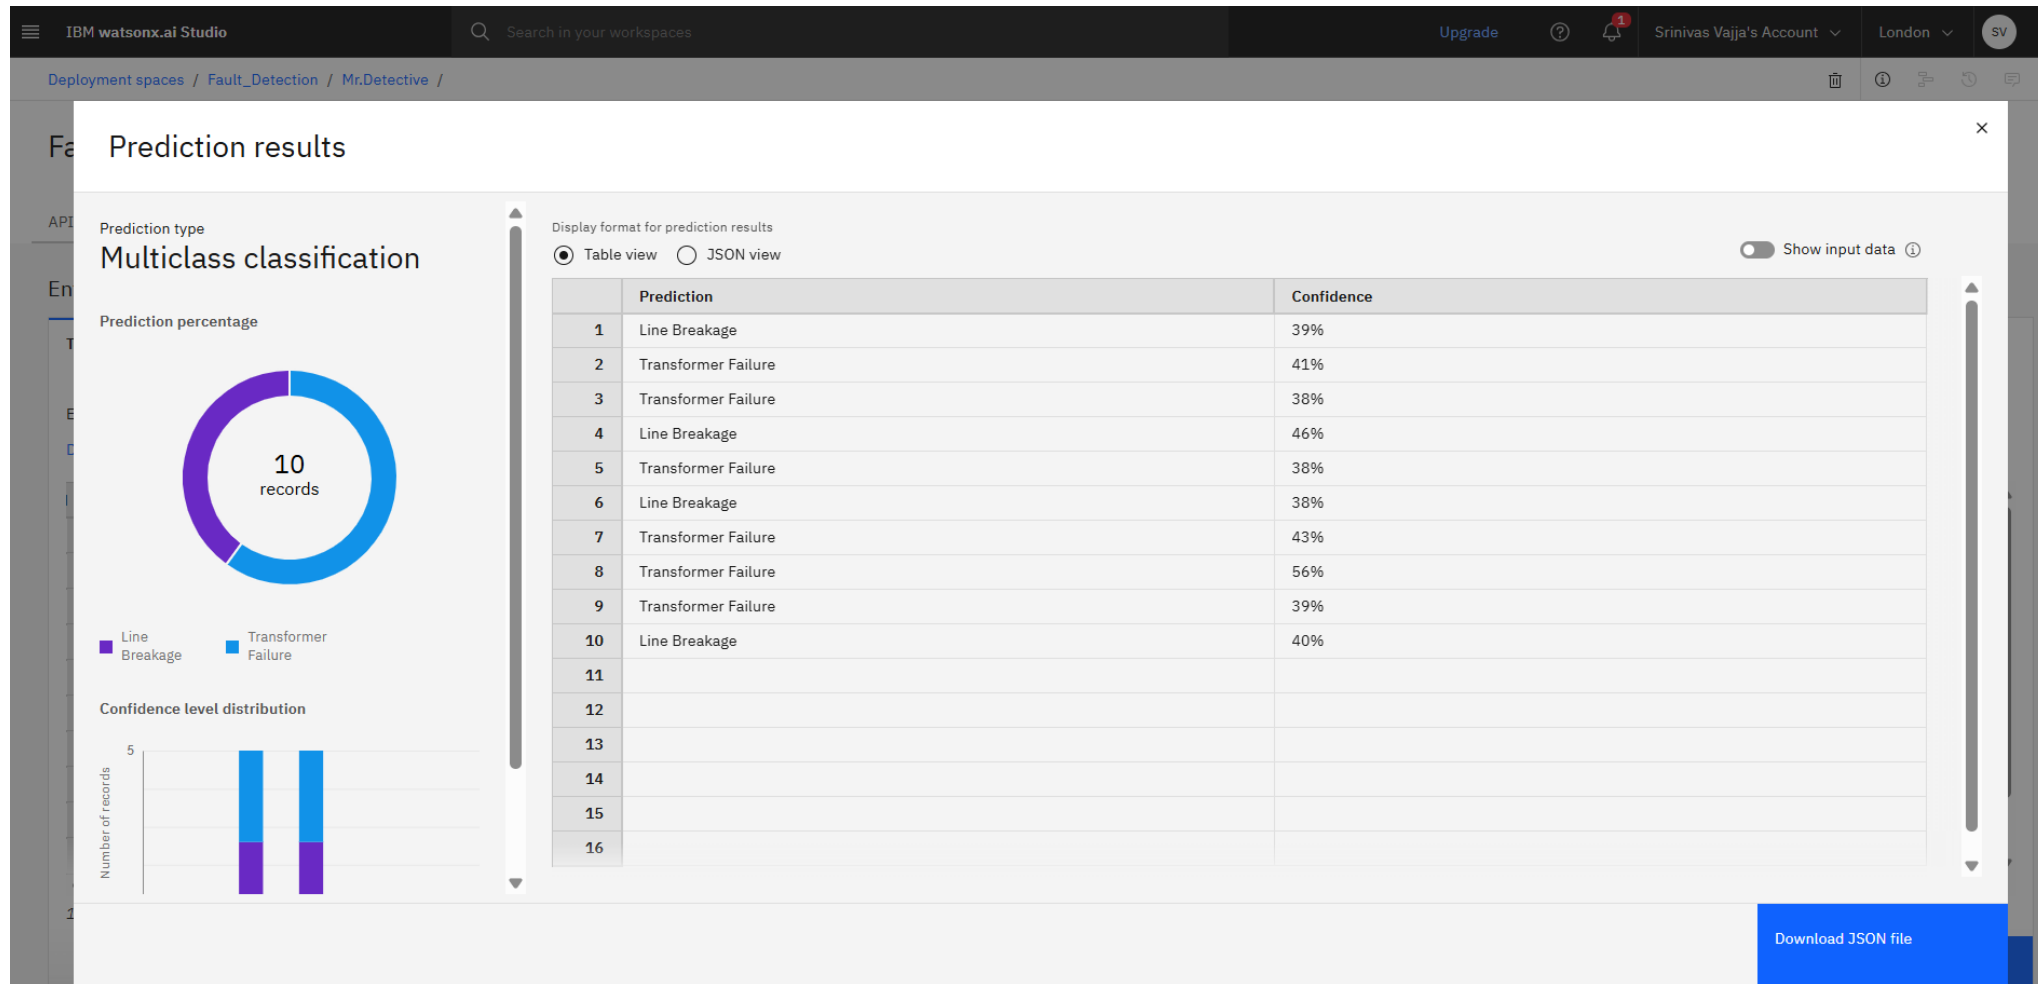 IBM watsonx.ai Studio
Search in your workspaces
Upgrade
1
Srinivas Vajja's Account
London
SV
Deployment spaces / Fault_Detection / Mr.Detective /
Fa
Prediction results
API
Prediction type
Multiclass classification
En
Prediction percentage
T
E
D
10
records
Line Breakage
Transformer Failure
Confidence level distribution
5
Number of records
Display format for prediction results
Table view
JSON view
Show input data
Prediction Confidence
1 Line Breakage 39%
2 Transformer Failure 41%
3 Transformer Failure 38%
4 Line Breakage 46%
5 Transformer Failure 38%
6 Line Breakage 38%
7 Transformer Failure 43%
8 Transformer Failure 56%
9 Transformer Failure 39%
10 Line Breakage 40%
11
12
13
14
15
16
1
Download JSON file